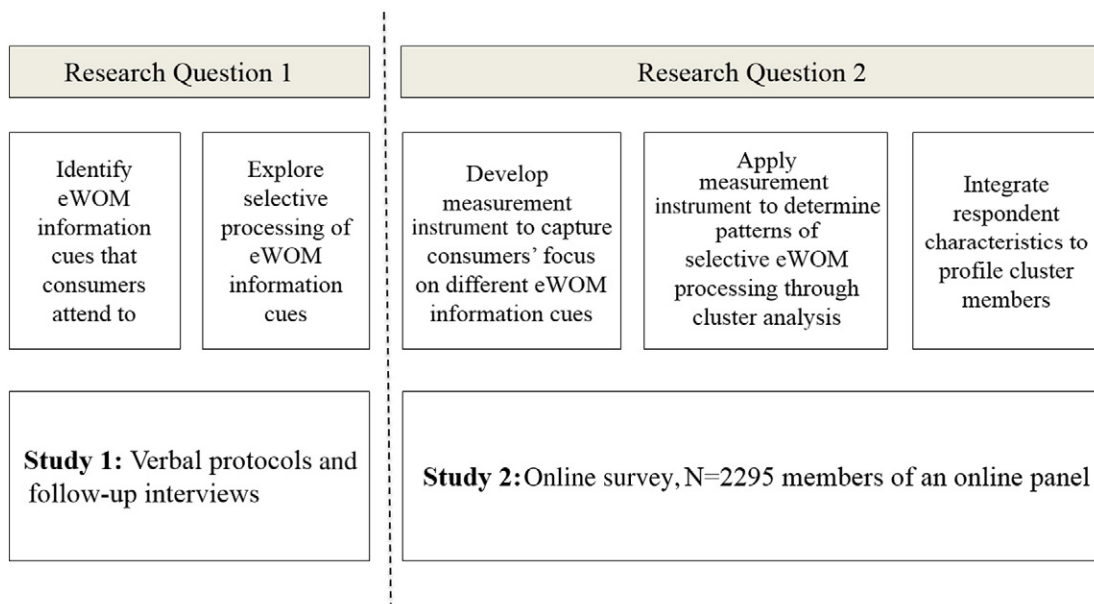 Research Question 1
Research Question 2
Identify
eWOM
information
cues that
consumers
attend to
Explore
selective
processing of
eWOM
information
cues
Develop
measurement
instrument to capture
consumers’ focus
on different eWOM
information cues
Apply
measurement
instrument to determine
patterns of
selective eWOM
processing through
cluster analysis
Integrate
respondent
characteristics to
profile cluster
members
Study 1: Verbal protocols and
follow-up interviews
Study 2: Online survey, N=2295 members of an online panel